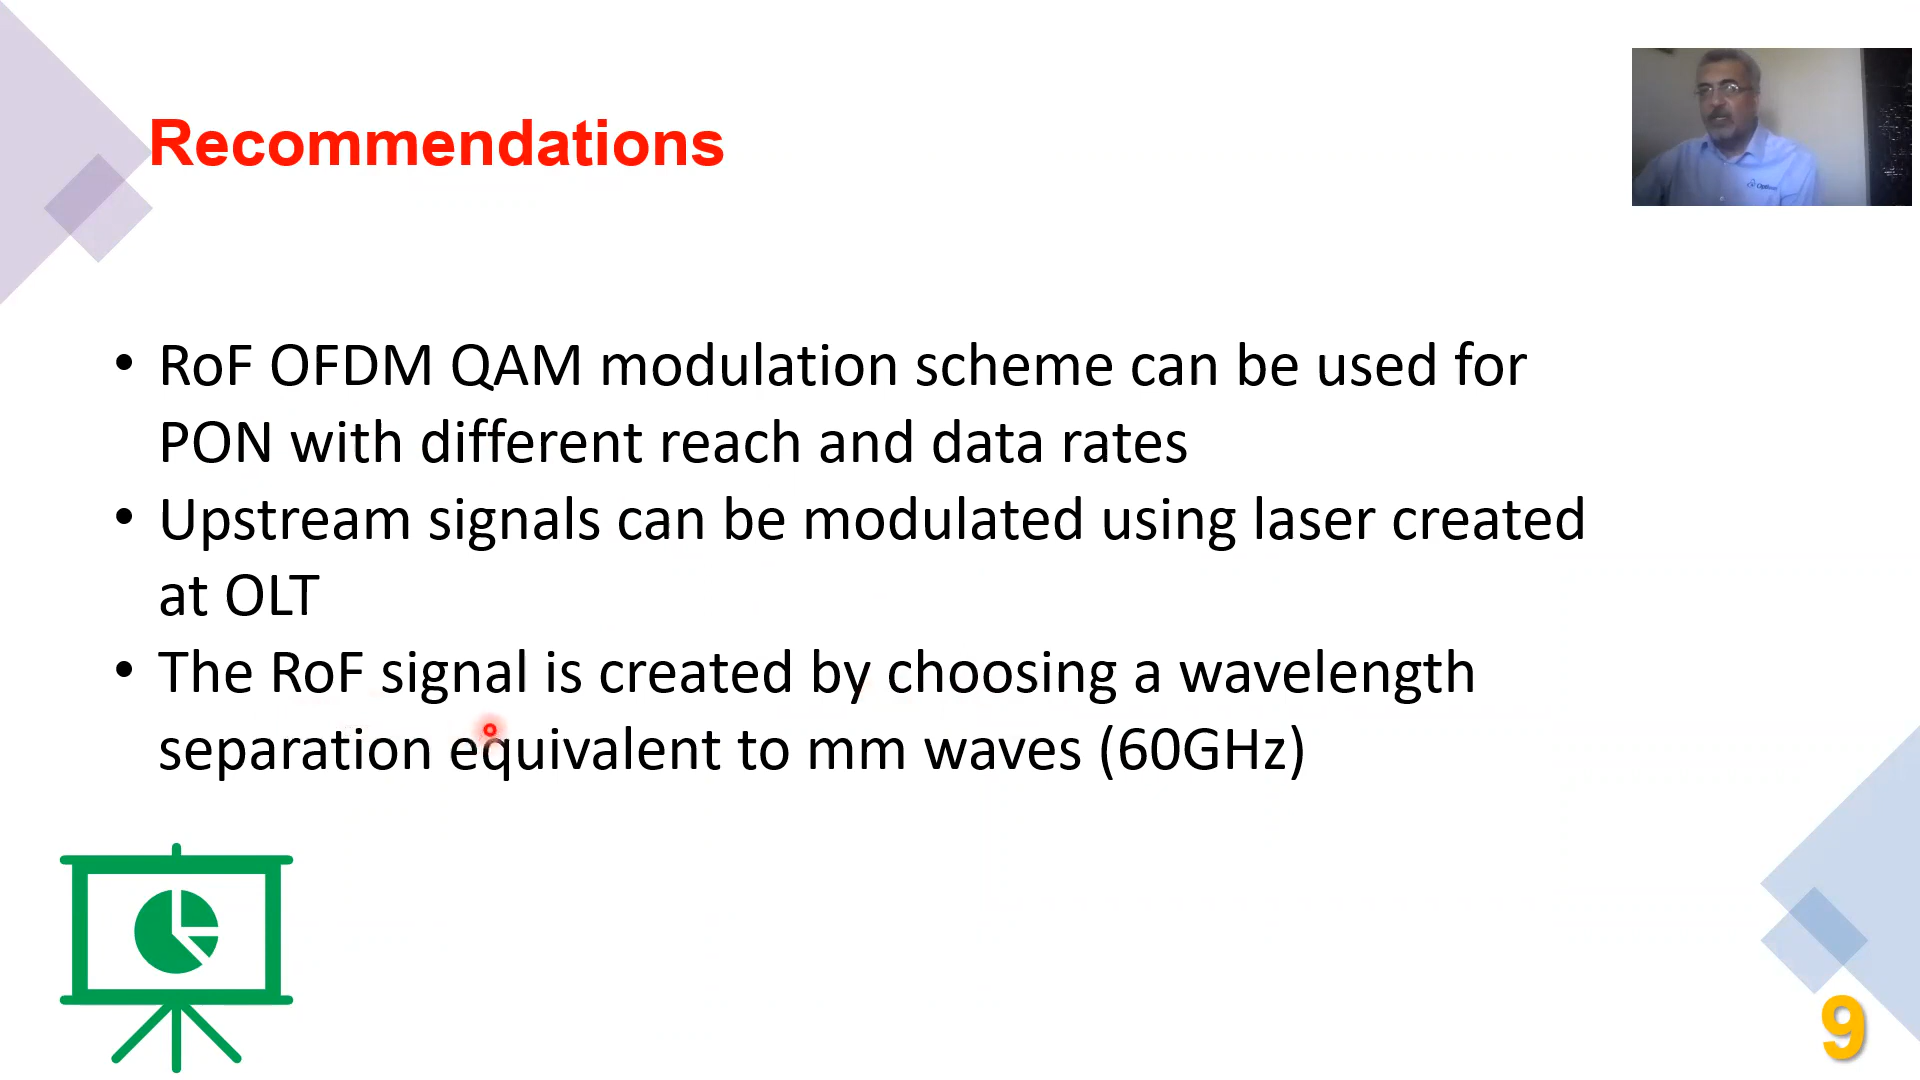 Recommendations
• RoF OFDM QAM modulation scheme can be used for
PON with different reach and data rates
• Upstream signals can be modulated using laser created
at OLT
• The RoF signal is created by choosing a wavelength
separation equivalent to mm waves (60GHz)
9